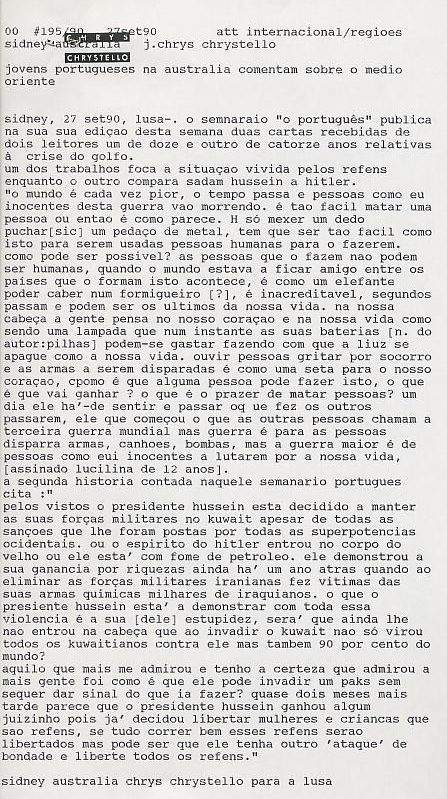 00 #195/90 27set90 att internacional/regioes
sidney-australia j.chrys chrystello
CHRYS
CHRYSTELLO
jovens portugueses na australia comentam sobre o medio
oriente
sidney, 27 set90, lusa-. o semnaraio "o português" publica
na sua sua ediçao desta semana duas cartas recebidas de
dois leitores um de doze e outro de catorze anos relativas
à crise do golfo.
um dos trabalhos foca a situaçao vivida pelos refens
enquanto o outro compara sadam hussein a hitler.
"o mundo é cada vez pior, o tempo passa e pessoas como eu
inocentes desta guerra vao morrendo. é tao facil matar uma
pessoa ou entao é como parece. H só mexer um dedo
puchar[sic] um pedaço de metal, tem que ser tao facil como
isto para serem usadas pessoas humanas para o fazerem.
como pode ser possivel? as pessoas que o fazem nao podem
ser humanas, quando o mundo estava a ficar amigo entre os
paises que o formam isto acontece, é como um elefante
poder caber num formigueiro [?], é inacreditavel, segundos
passam e podem ser os ultimos da nossa vida. na nossa
cabeça a gente pensa no nosso coraçao e na nossa vida como
sendo uma lampada que num instante as suas baterias [n. do
autor:pilhas] podem-se gastar fazendo com que a liuz se
apague como a nossa vida. ouvir pessoas gritar por socorro
e as armas a serem disparadas é como uma seta para o nosso
coraçao, cpomo é que alguma pessoa pode fazer isto, o que
é que vai ganhar ? o que é o prazer de matar pessoas? um
dia ele ha'-de sentir e passar oq ue fez os outros
passarem, ele que começou o que as outras pessoas chamam a
terceira guerra mundial mas guerra é para as pessoas
disparra armas, canhoes, bombas, mas a guerra maior é de
pessoas como eui inocentes a lutarem por a nossa vida,
[assinado lucilina de 12 anos].
a segunda historia contada naquele semanario portugues
cita :"
pelos vistos o presidente hussein esta decidido a manter
as suas forças militares no kuwait apesar de todas as
sançoes que lhe foram postas por todas as superpotencias
ocidentais. ou o espirito do hitler entrou no corpo do
velho ou ele esta' com fome de petroleo. ele demonstrou a
sua ganancia por riquezas ainda ha' um ano atras quando ao
eliminar as forças militares iranianas fez vitimas das
suas armas quimicas milhares de iraquianos. o que o
presiente hussein esta' a demonstrar com toda essa
violencia é a sua [dele] estupidez, sera' que ainda lhe
nao entrou na cabeça que ao invadir o kuwait nao só virou
todos os kuwaitianos contra ele mas tambem 90 por cento do
mundo?
aquilo que mais me admirou e tenho a certeza que admirou a
mais gente foi como é que ele pode invadir um paks sem
sequer dar sinal do que ia fazer? quase dois meses mais
tarde parece que o presidente hussein ganhou algum
juizinho pois ja' decidou libertar mulheres e criancas que
sao refens, se tudo correr bem esses refens serao
libertados mas pode ser que ele tenha outro 'ataque' de
bondade e liberte todos os refens."
sidney australia chrys chrystello para a lusa